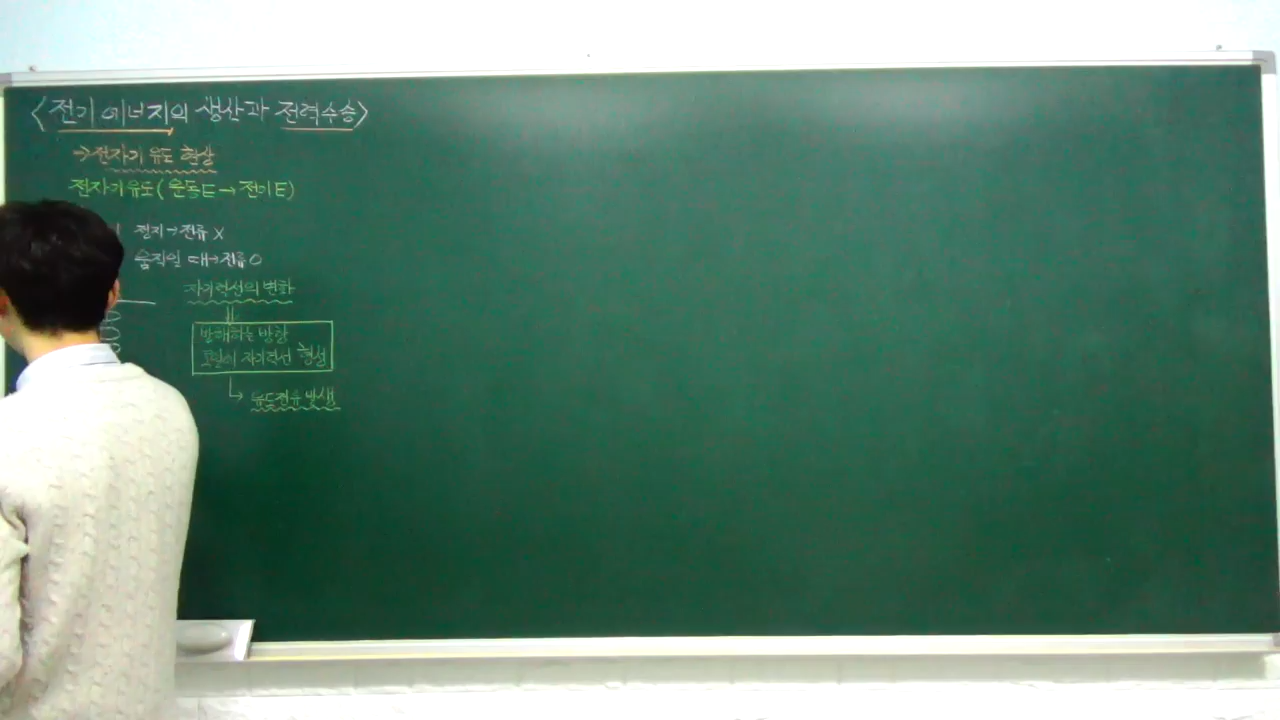 <전기 에너지의 생산과 전력수송>
→전자기 유도 현상
전자기유도( 운동E → 전기E)
정지→전류 X
움직일 때→전류 O
자기력선의 변화
⇓
방해하는 방향
코일이 자기력선 형성
↳ 유도전류 발생